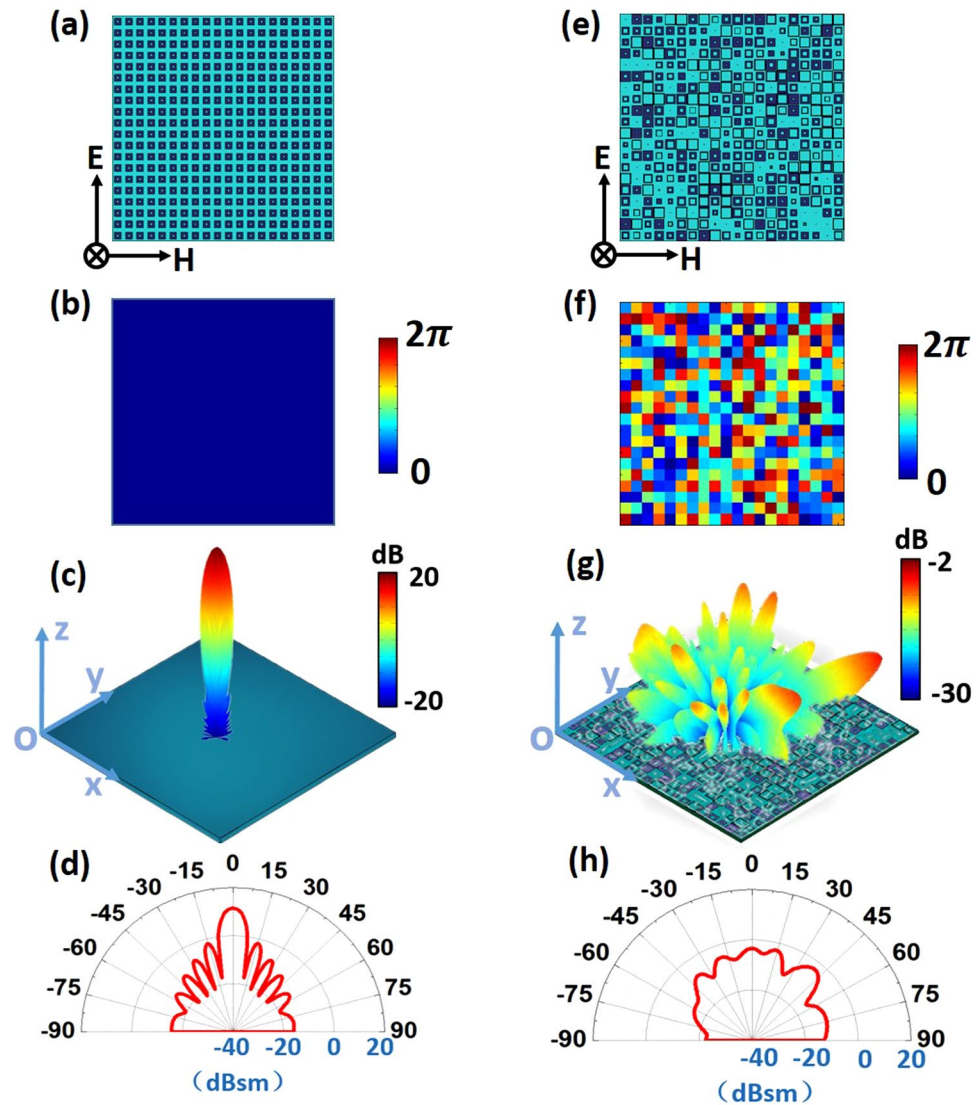 (a)
E
H
(b)
2π
0
(c)
dB
20
-20
z
y
O
x
(d)
0
-15 15
-30 30
-45 45
-60 60
-75 75
-90 90
-40 -20 0 20
(dBsm)
(e)
E
H
(f)
2π
0
(g)
dB
-2
-30
z
y
O
x
(h)
0
-15 15
-30 30
-45 45
-60 60
-75 75
-90 90
-40 -20 0 20
(dBsm)